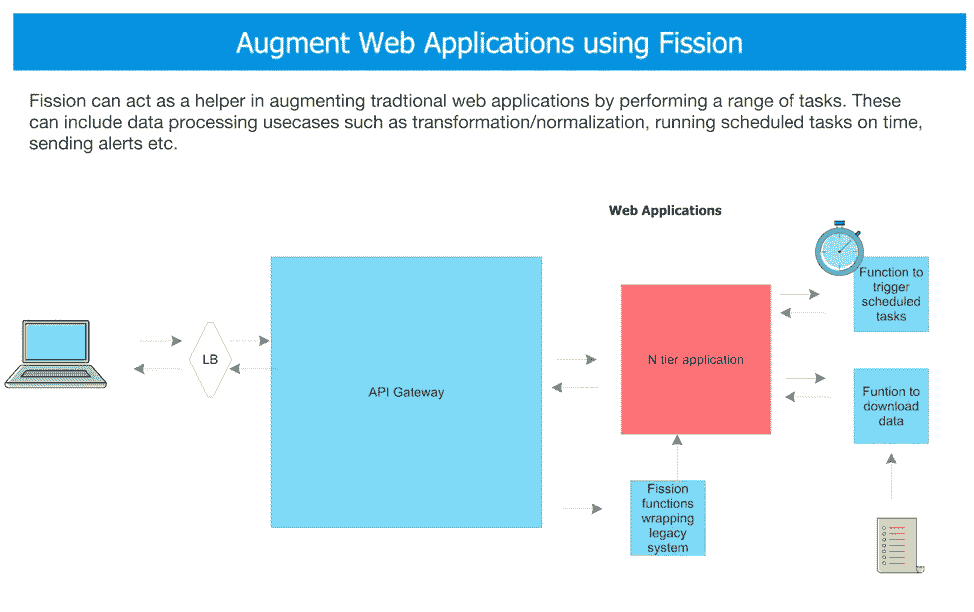 Augment Web Applications using Fission
Fission can act as a helper in augmenting tradtional web applications by performing a range of tasks. These
can include data processing usecases such as transformation/normalization, running scheduled tasks on time,
sending alerts etc.
Web Applications
Function to
trigger
scheduled
tasks
LB
API Gateway
N tier application
Funtion to
download
data
Fission
functions
wrapping
legacy
system